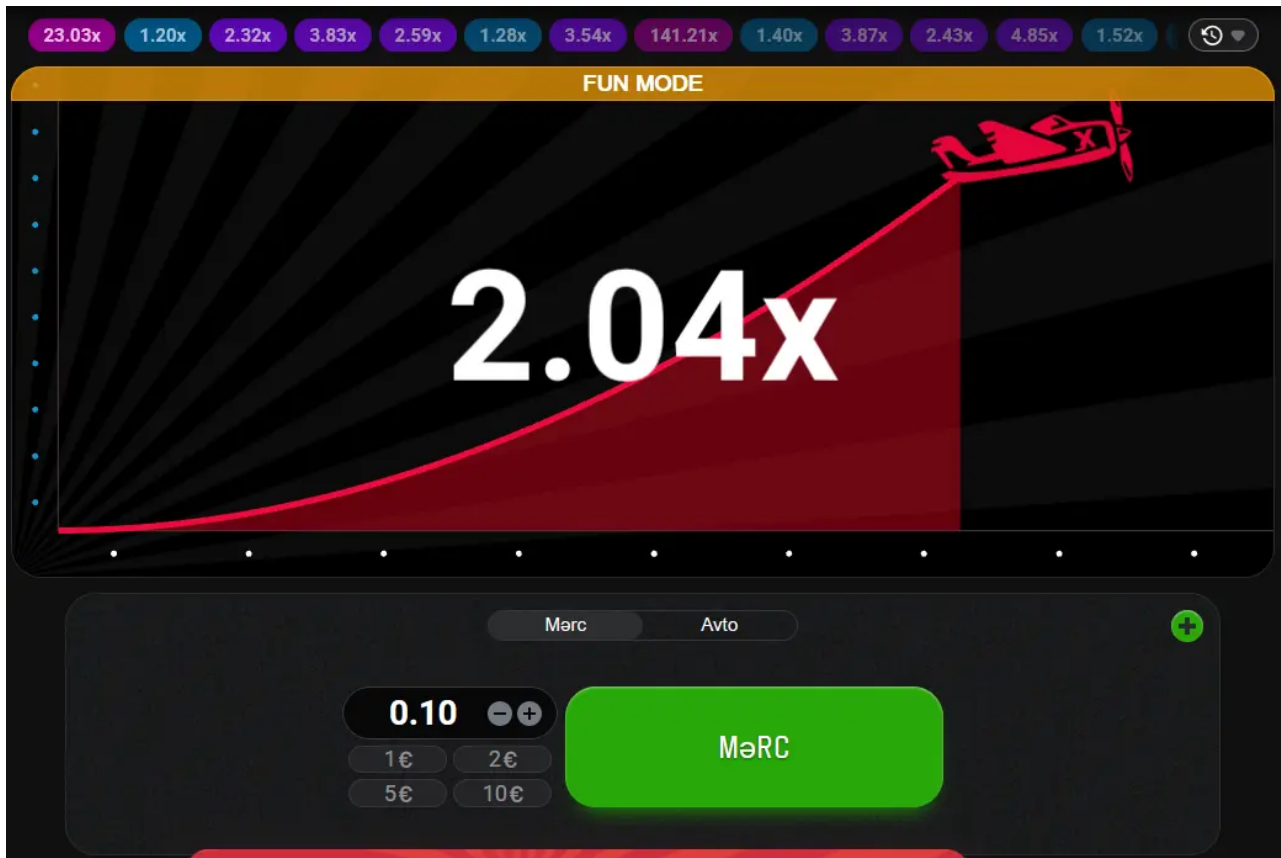 23.03x 1.20x 2.32x 3.83x 2.59x 1.28x 3.54x 141.21x 1.40x 3.87x 2.43x 4.85x 1.52x
FUN MODE
X
2.04x
Mərc Avto
0.10
1€ 2€
5€ 10€
MəRC